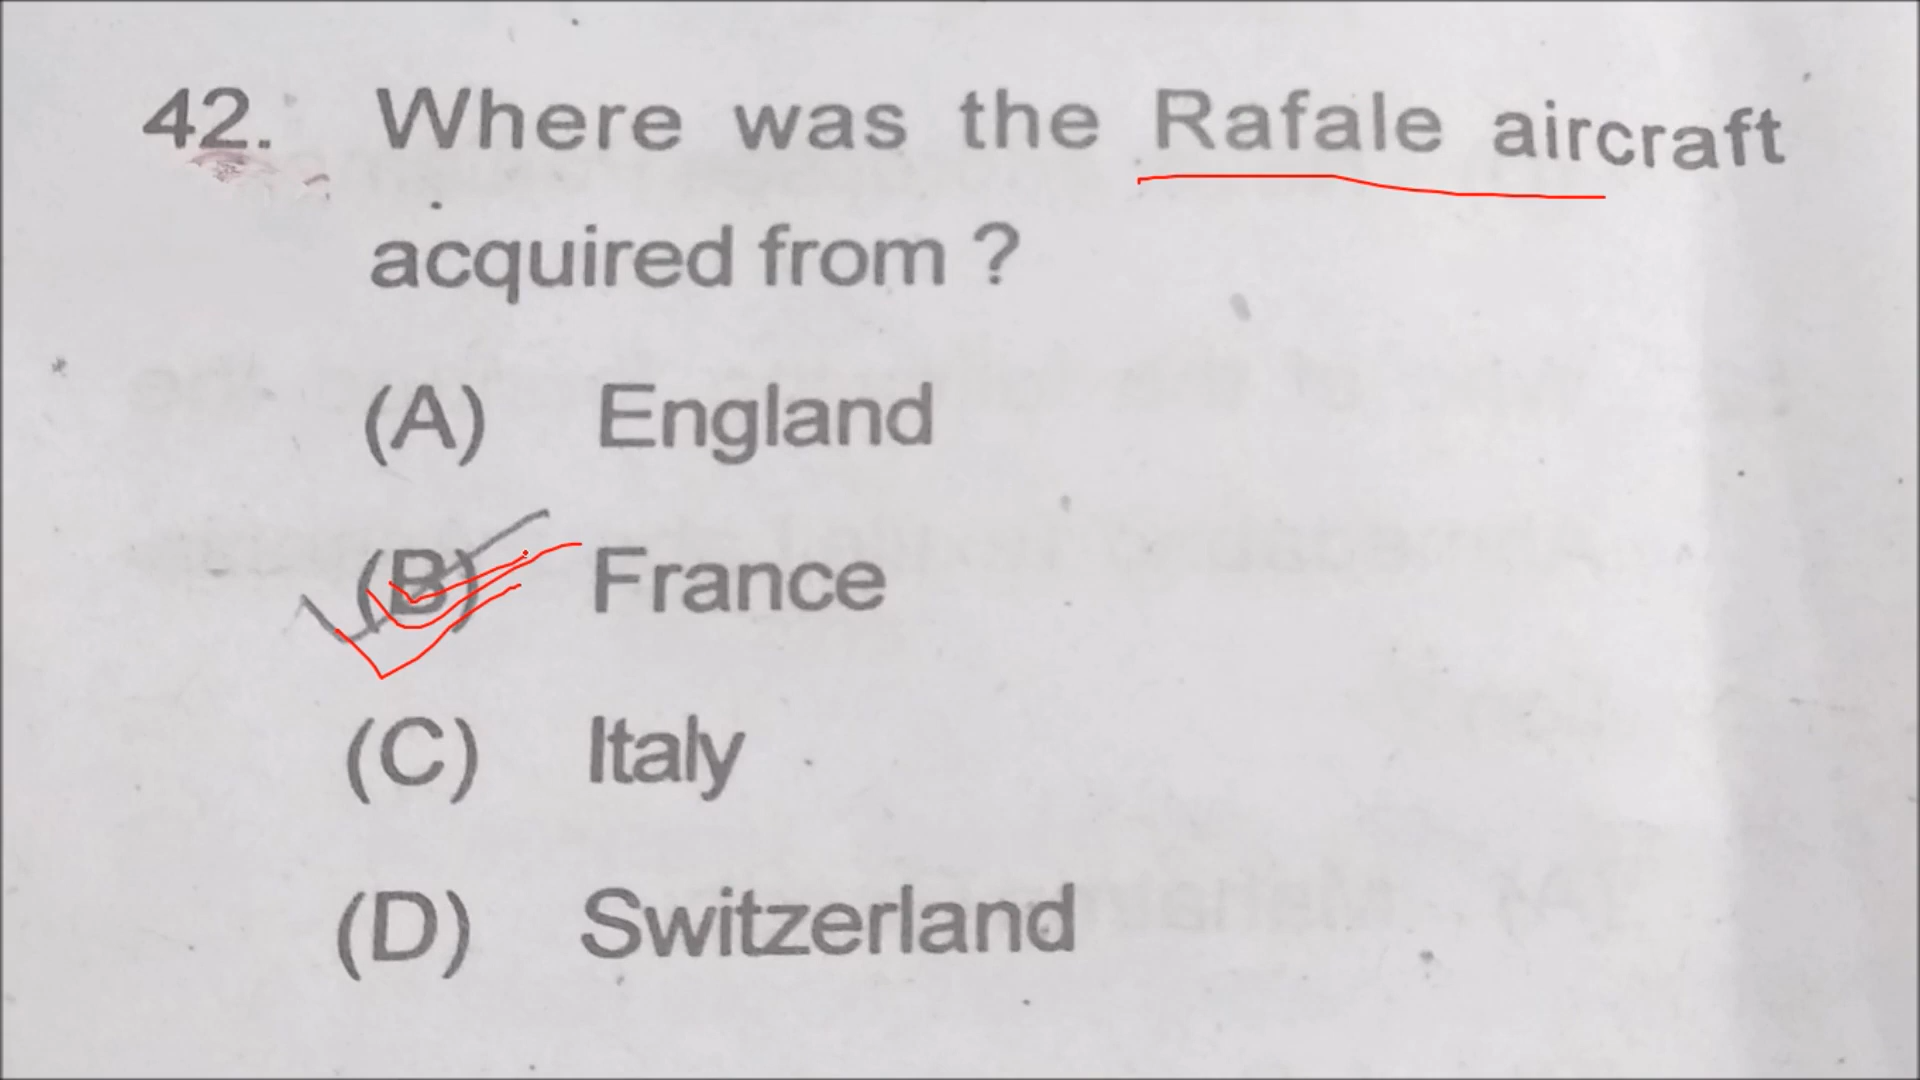 42. Where was the Rafale aircraft
acquired from ?
(A) England
(B) France
(C) Italy
(D) Switzerland